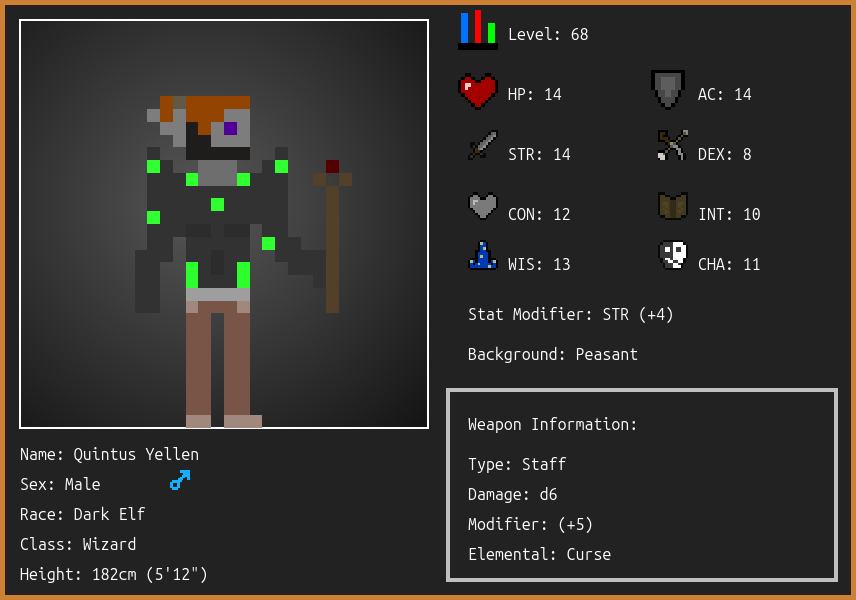 Level: 68
HP: 14
AC: 14
STR: 14
DEX: 8
CON: 12
INT: 10
WIS: 13
CHA: 11
Stat Modifier: STR (+4)
Background: Peasant
Weapon Information:
Type: Staff
Damage: d6
Modifier: (+5)
Elemental: Curse
Name: Quintus Yellen
Sex: Male
Race: Dark Elf
Class: Wizard
Height: 182cm (5'12")